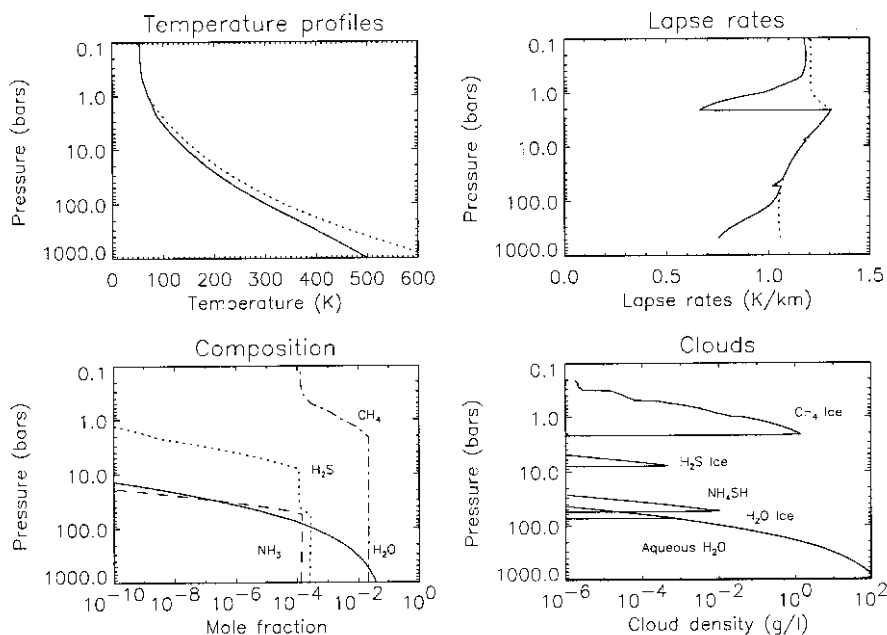 Temperature profiles
Pressure (bars)
0.1
1.0
10.0
100.0
1000.0
0 100 200 300 400 500 600
Temperature (K)
Lapse rates
Pressure (bars)
0.1
1.0
10.0
100.0
1000.0
0.0 0.5 1.0 1.5
Lapse rates (K/km)
Composition
Pressure (bars)
0.1
1.0
10.0
100.0
1000.0
CH₄
H₂S
NH₃
H₂O
10⁻¹⁰ 10⁻⁸ 10⁻⁶ 10⁻⁴ 10⁻² 10⁰
Mole fraction
Clouds
Pressure (bars)
0.1
1.0
10.0
100.0
1000.0
C-₄ Ice
H₂S Ice
NH₄SH
H₂O Ice
Aqueous H₂O
10⁻⁶ 10⁻⁴ 10⁻² 10⁰ 10²
Cloud density (g/l)